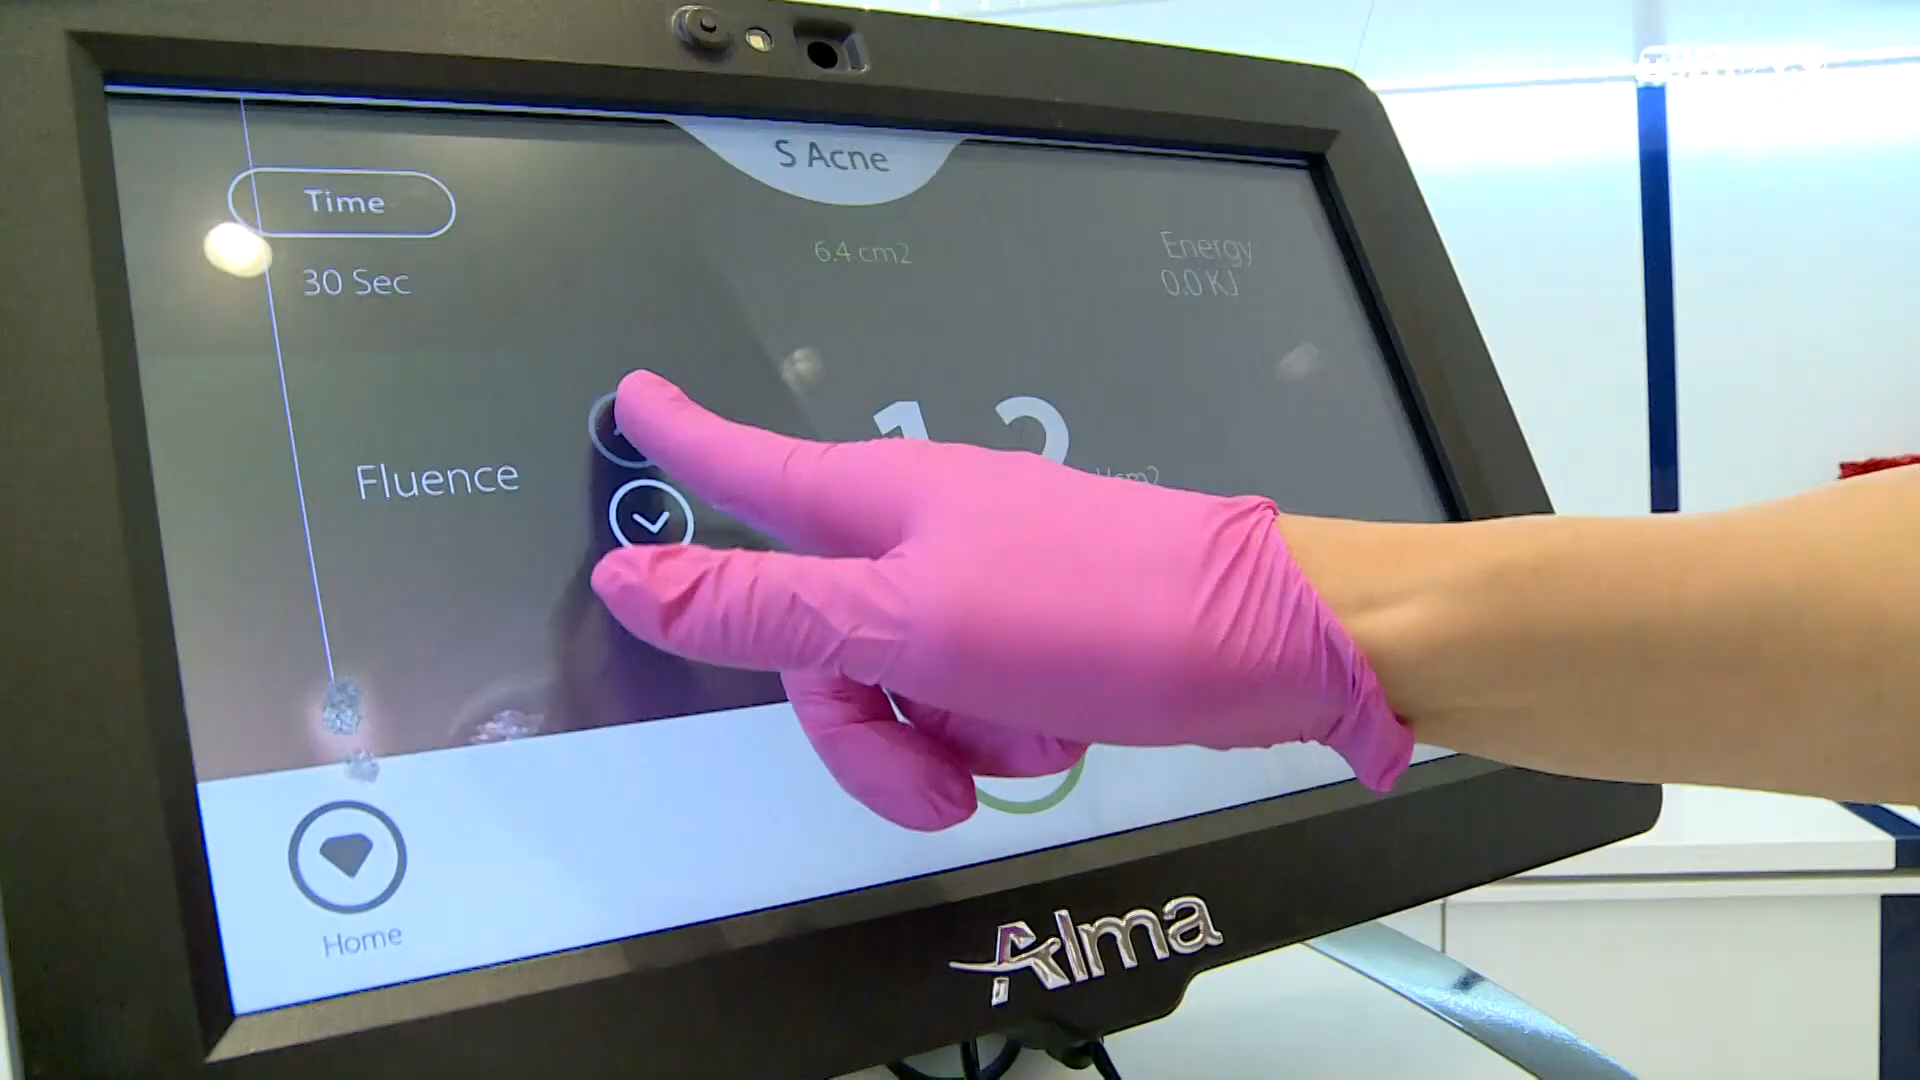 S Acne
Time
30 Sec
6.4 cm2
Energy
0.0 KJ
Fluence
Home
Alma